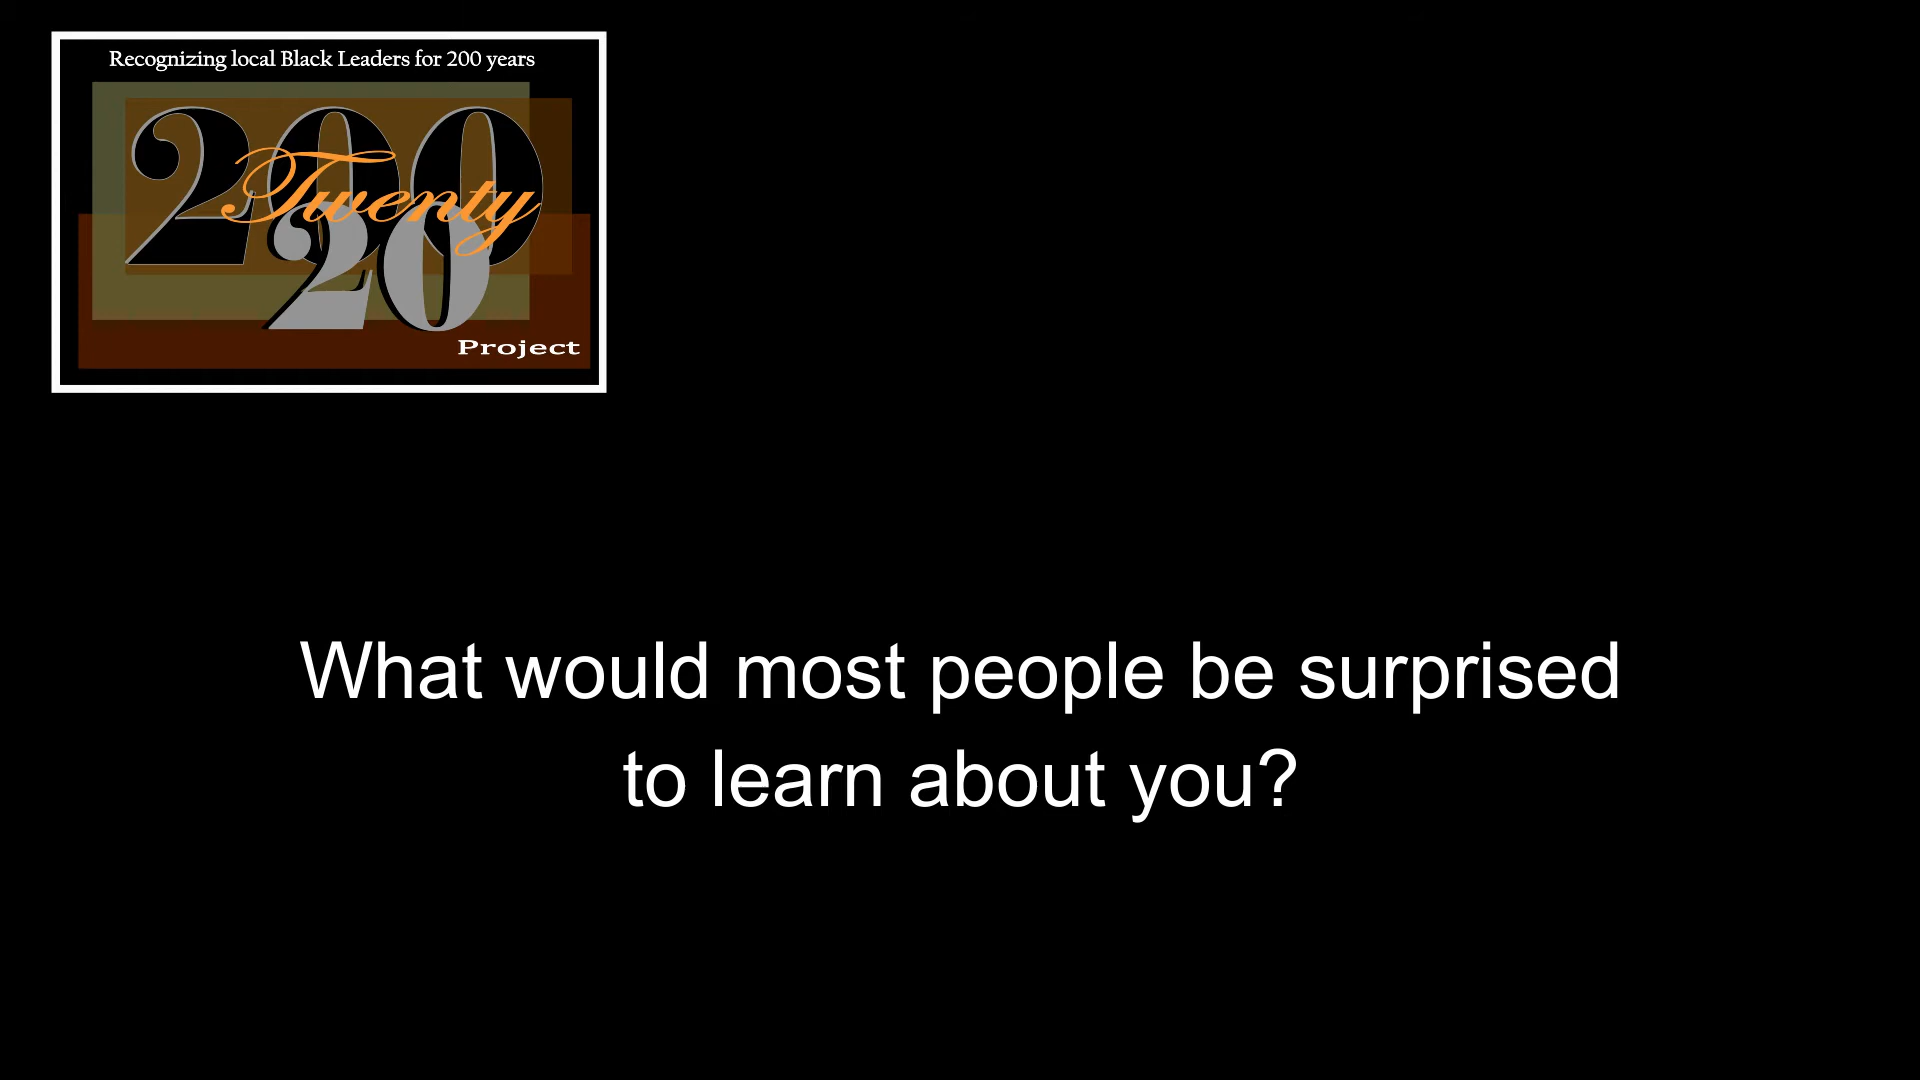 Recognizing local Black Leaders for 200 years
200
Twenty
20
Project
What would most people be surprised
to learn about you?